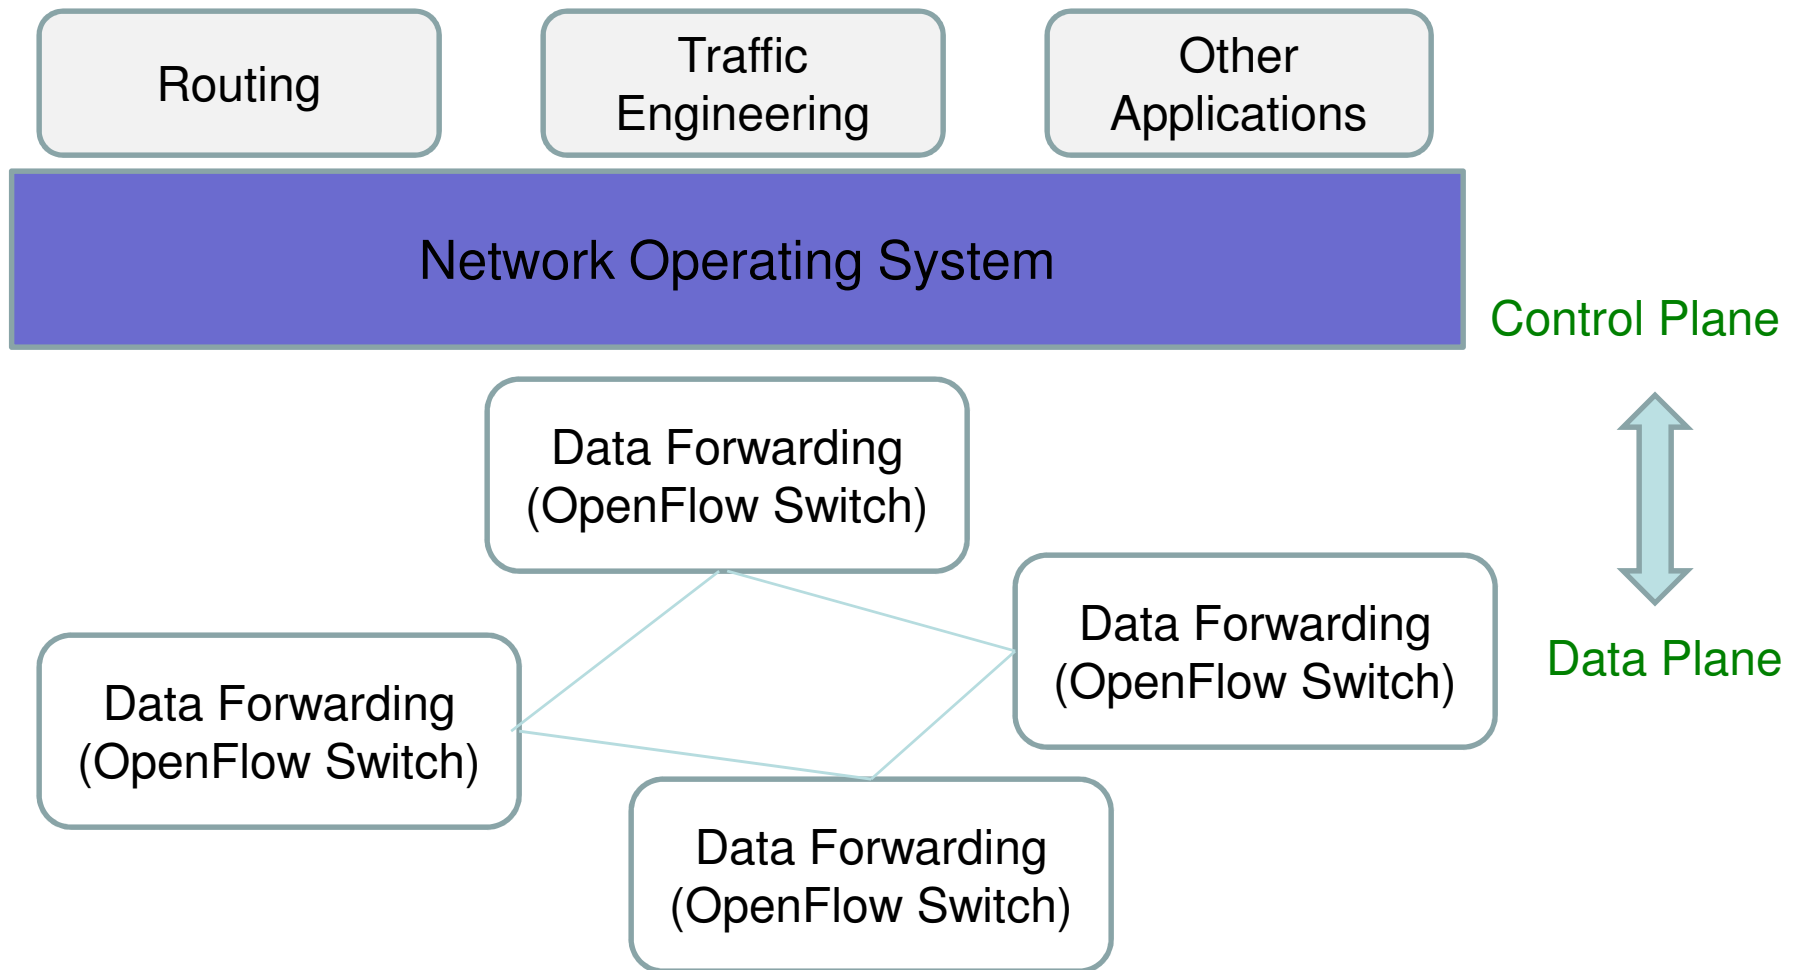 Routing
Traffic
Engineering
Other
Applications
Network Operating System
Control Plane
Data Forwarding
(OpenFlow Switch)
Data Forwarding
(OpenFlow Switch)
Data Plane
Data Forwarding
(OpenFlow Switch)
Data Forwarding
(OpenFlow Switch)